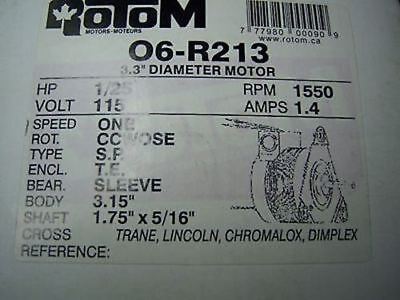 ROTOM
MOTORS-MOTEURS
7 77980 00090 9
www.rotom.ca
O6-R213
3.3" DIAMETER MOTOR
HP 1/25 RPM 1550
VOLT 115 AMPS 1.4
SPEED ONE
ROT. CCWOSE
TYPE S.P.
ENCL. T.E.
BEAR. SLEEVE
BODY 3.15"
SHAFT 1.75" x 5/16"
CROSS TRANE, LINCOLN, CHROMALOX, DIMPLEX
REFERENCE: